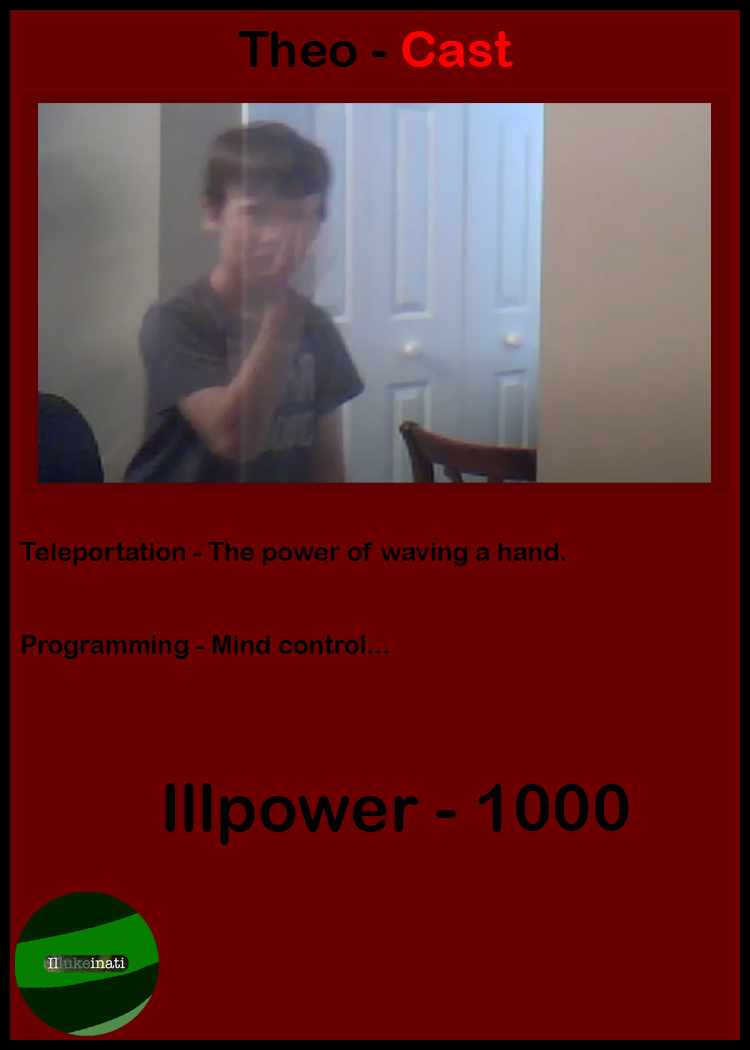 Theo - Cast
Teleportation - The power of waving a hand.
Programming - Mind control...
Illpower - 1000
Illukeinati